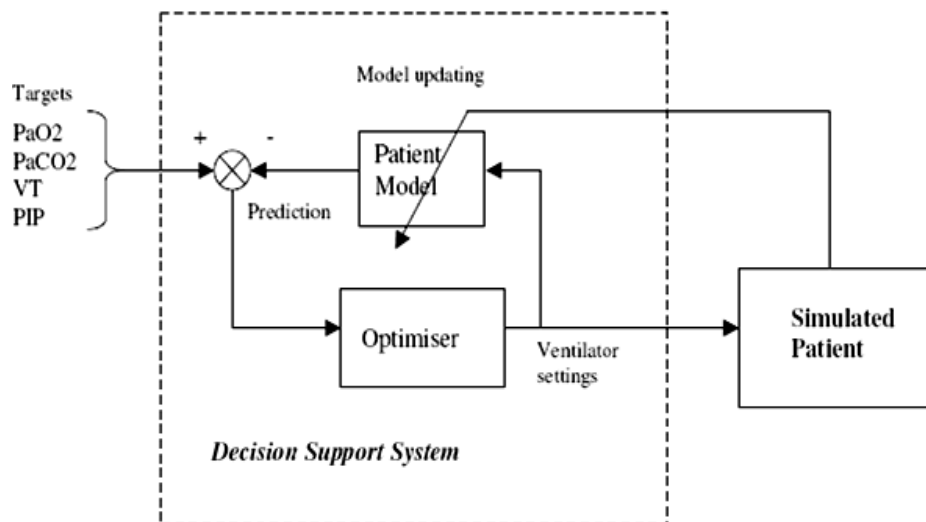 Model updating
Targets
PaO2
PaCO2
VT
PIP
+
-
Patient
Model
Prediction
Optimiser
Ventilator
settings
Simulated
Patient
Decision Support System